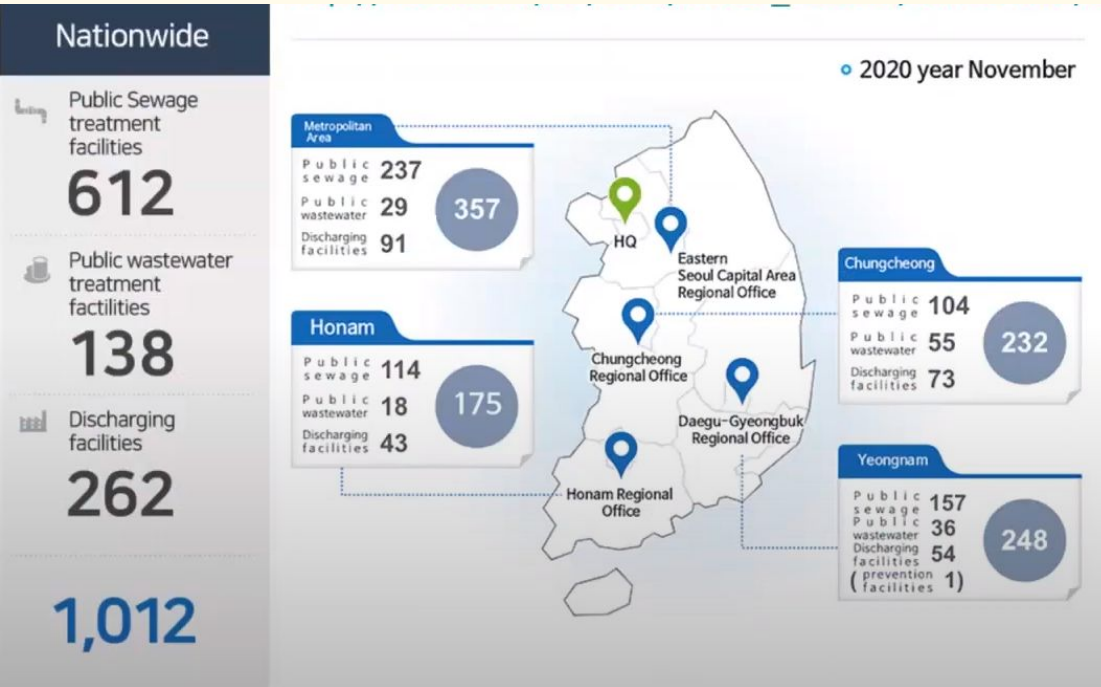 Nationwide
Public Sewage
treatment
facilities
612
Public wastewater
treatment
factilities
138
Discharging
facilities
262
1,012
2020 year November
Metropolitan
Area
Public
sewage 237
Public
wastewater 29
Discharging
facilities 91
357
Honam
Public
sewage 114
Public
wastewater 18
Discharging
facilities 43
175
HQ
Eastern
Seoul Capital Area
Regional Office
Chungcheong
Regional Office
Daegu-Gyeongbuk
Regional Office
Honam Regional
Office
Chungcheong
Public
sewage 104
Public
wastewater 55
Discharging
facilities 73
232
Yeongnam
Public
sewage 157
Public
wastewater 36
Discharging
facilities 54
( prevention
facilities 1)
248